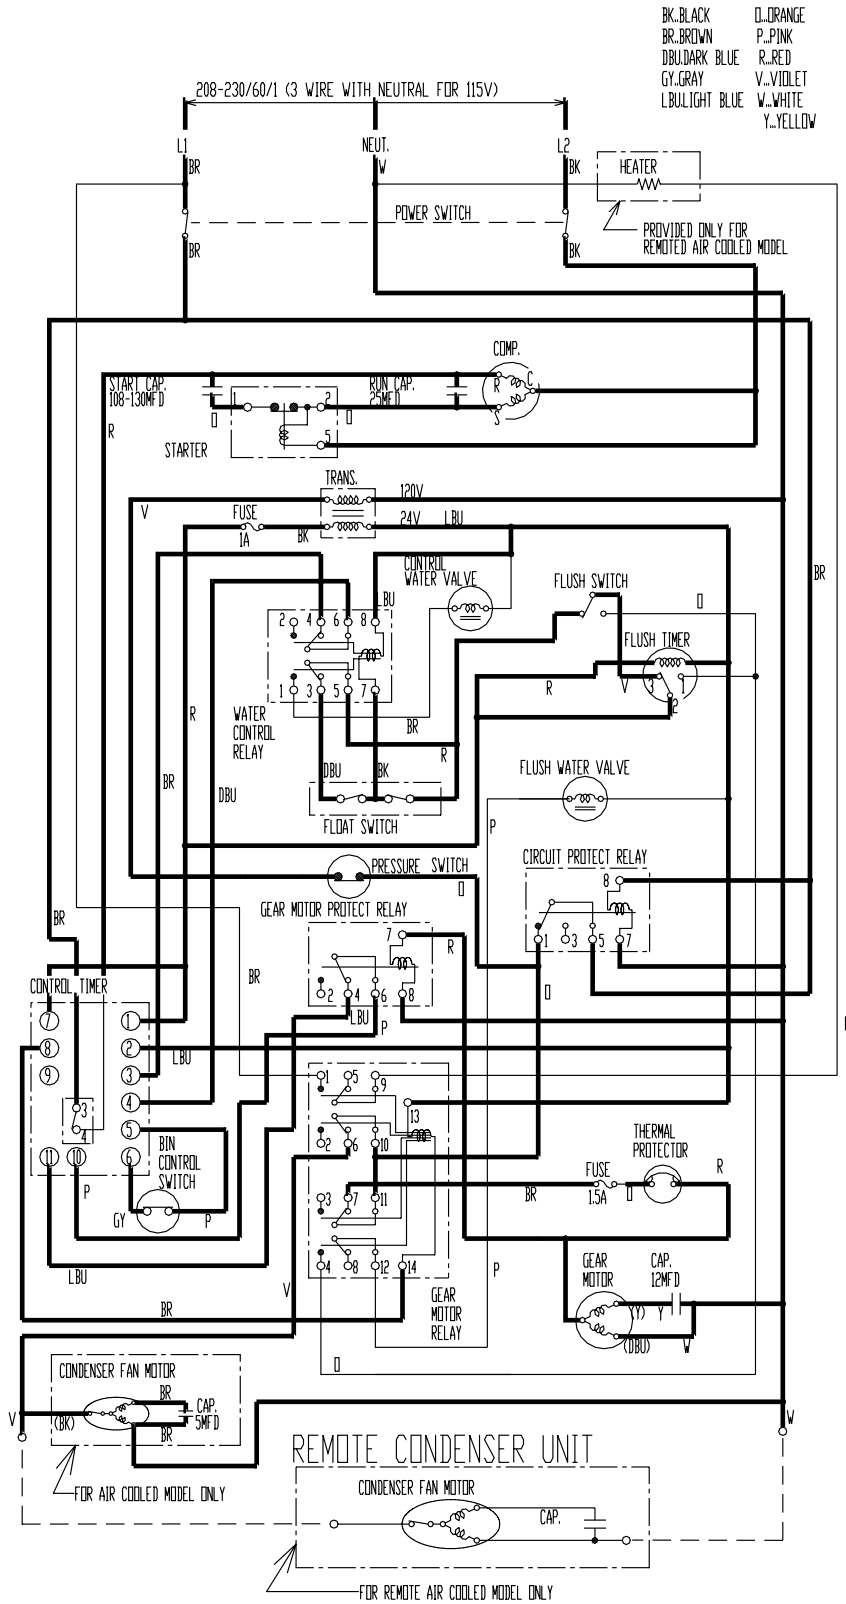 BK..BLACK O...ORANGE
BR..BROWN P...PINK
DBU.DARK BLUE R...RED
GY..GRAY V...VIOLET
LBU.LIGHT BLUE W...WHITE
Y...YELLOW
208-230/60/1 (3 WIRE WITH NEUTRAL FOR 115V)
L1 NEUT. L2
BR W BK HEATER
POWER SWITCH
PROVIDED ONLY FOR
REMOTED AIR COOLED MODEL
BR BK
COMP.
START CAP.
108-130MFD
RUN CAP.
25MFD
R C S
1 2 5
O O
R
STARTER
TRANS.
120V
V FUSE 24V LBU
1A BK
CONTROL
WATER VALVE
BR
FLUSH SWITCH
O
LBU
2 4 6 8
FLUSH TIMER
1 3 5 7
R V 3 1
2
WATER
CONTROL
RELAY
R BR
R
DBU BK
BR DBU
FLUSH WATER VALVE
FLOAT SWITCH
P
PRESSURE SWITCH
O
CIRCUIT PROTECT RELAY
8
GEAR MOTOR PROTECT RELAY
BR 7 R
1 3 5 7
BR
CONTROL TIMER
2 4 6 8
O
LBU P
7 1
8 2
LBU
9 3
3 4
4 5
11 10 6
1 5 9
13
2 6 10
BIN
CONTROL
SWITCH
P
GY P
THERMAL
PROTECTOR
FUSE
1.5A
BR O R
3 7 11
4 8 12 14
LBU
V
P
GEAR
MOTOR
CAP.
12MFD
BR
GEAR
MOTOR
RELAY
(Y) Y
(DBU) W
O
CONDENSER FAN MOTOR
BR
CAP.
5MFD
V (BK)
BR
W
FOR AIR COOLED MODEL ONLY
REMOTE CONDENSER UNIT
CONDENSER FAN MOTOR
CAP.
FOR REMOTE AIR COOLED MODEL ONLY